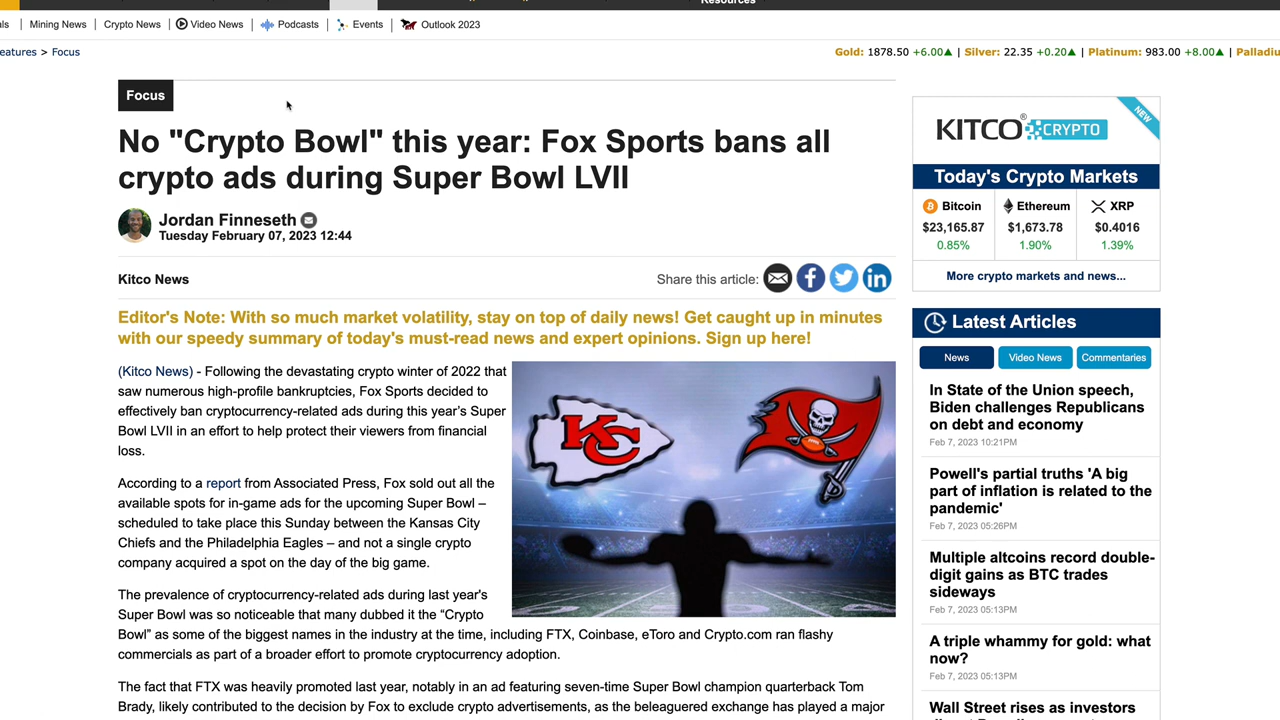 Resources
als | Mining News | Crypto News | Video News | Podcasts | Events | Outlook 2023
eatures > Focus
Gold: 1878.50 +6.00▲ | Silver: 22.35 +0.20▲ | Platinum: 983.00 +8.00▲ | Palladiu
Focus
No "Crypto Bowl" this year: Fox Sports bans all
crypto ads during Super Bowl LVII
Jordan Finneseth
Tuesday February 07, 2023 12:44
Kitco News
Share this article:
Editor's Note: With so much market volatility, stay on top of daily news! Get caught up in minutes
with our speedy summary of today's must-read news and expert opinions. Sign up here!
(Kitco News) - Following the devastating crypto winter of 2022 that
saw numerous high-profile bankruptcies, Fox Sports decided to
effectively ban cryptocurrency-related ads during this year's Super
Bowl LVII in an effort to help protect their viewers from financial
loss.
KC
According to a report from Associated Press, Fox sold out all the
available spots for in-game ads for the upcoming Super Bowl –
scheduled to take place this Sunday between the Kansas City
Chiefs and the Philadelphia Eagles – and not a single crypto
company acquired a spot on the day of the big game.
The prevalence of cryptocurrency-related ads during last year's
Super Bowl was so noticeable that many dubbed it the “Crypto
Bowl” as some of the biggest names in the industry at the time, including FTX, Coinbase, eToro and Crypto.com ran flashy
commercials as part of a broader effort to promote cryptocurrency adoption.
The fact that FTX was heavily promoted last year, notably in an ad featuring seven-time Super Bowl champion quarterback Tom
Brady, likely contributed to the decision by Fox to exclude crypto advertisements, as the beleaguered exchange has played a major
KITCO® CRYPTO
NEW
Today's Crypto Markets
Bitcoin Ethereum XRP
$23,165.87 $1,673.78 $0.4016
0.85% 1.90% 1.39%
More crypto markets and news...
Latest Articles
News Video News Commentaries
In State of the Union speech,
Biden challenges Republicans
on debt and economy
Feb 7, 2023 10:21PM
Powell's partial truths 'A big
part of inflation is related to the
pandemic'
Feb 7, 2023 05:26PM
Multiple altcoins record double-
digit gains as BTC trades
sideways
Feb 7, 2023 05:13PM
A triple whammy for gold: what
now?
Feb 7, 2023 05:13PM
Wall Street rises as investors